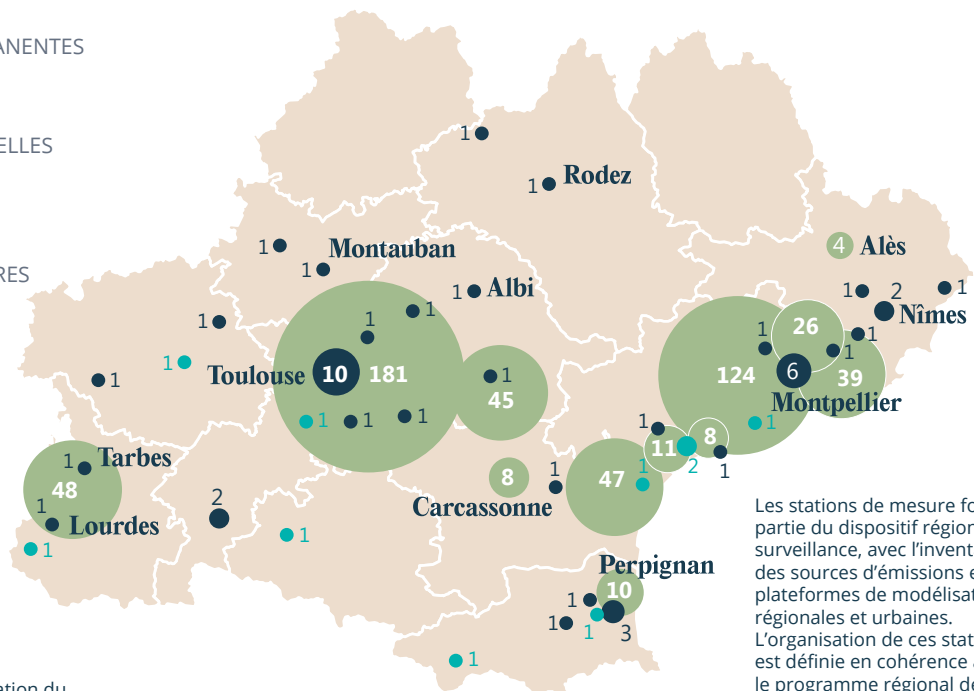 ANENTES
ELLES
RES
1
1
Rodez
1
Montauban
1
1
Albi
4 Alès
1
2
1
Nîmes
1
1
1
1
1
Toulouse
10
181
1
1
1
1
45
1
26
1
1
124
6
39
Montpellier
1
1
11
8
2
1
1
Tarbes
48
1
Lourdes
1
2
1
8
1
Carcassonne
47
1
Perpignan
10
1
1
1
3
1
Les stations de mesure fo
partie du dispositif région
surveillance, avec l’invent
des sources d’émissions e
plateformes de modélisat
régionales et urbaines.
L’organisation de ces stat
est définie en cohérence
le programme régional de
ation du